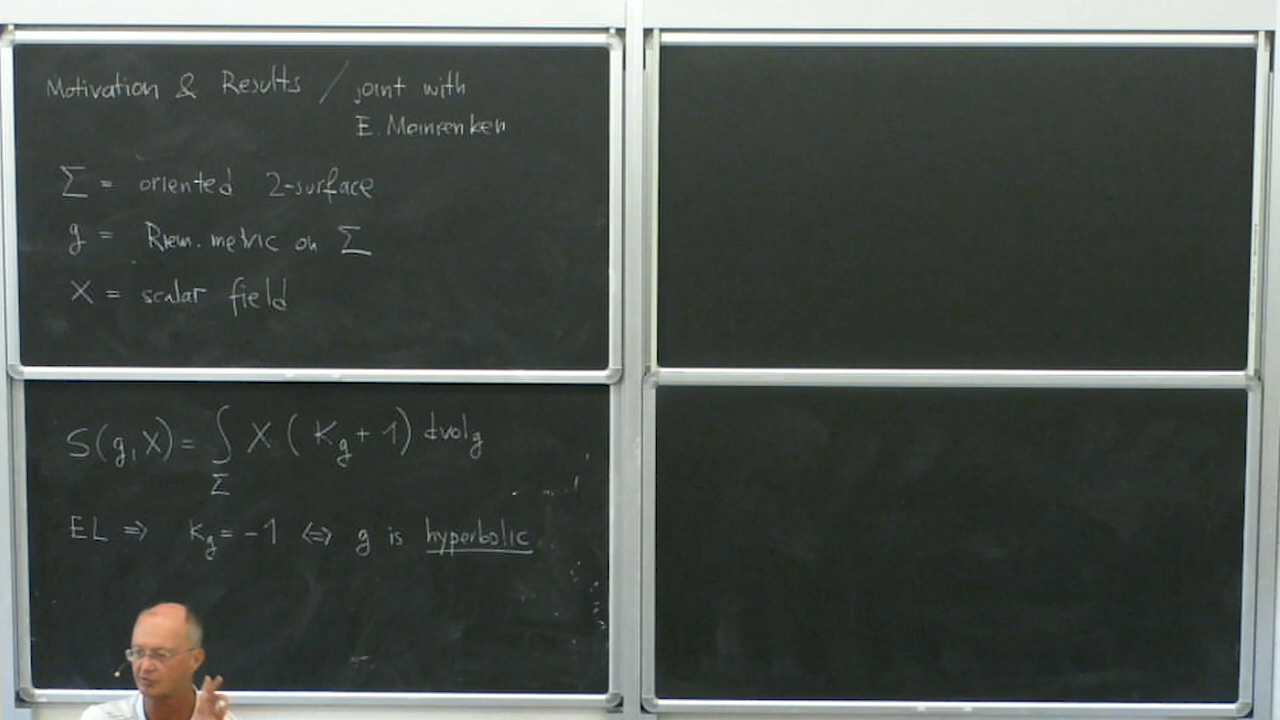 Motivation & Results / joint with
E. Meinrenken
Σ = oriented 2-surface
g = Riem. metric on Σ
X = scalar field
S(g,X) = ∫_Σ X (K_g + 1) dvol_g
EL ⇒ K_g = -1 ⇔ g is hyperbolic